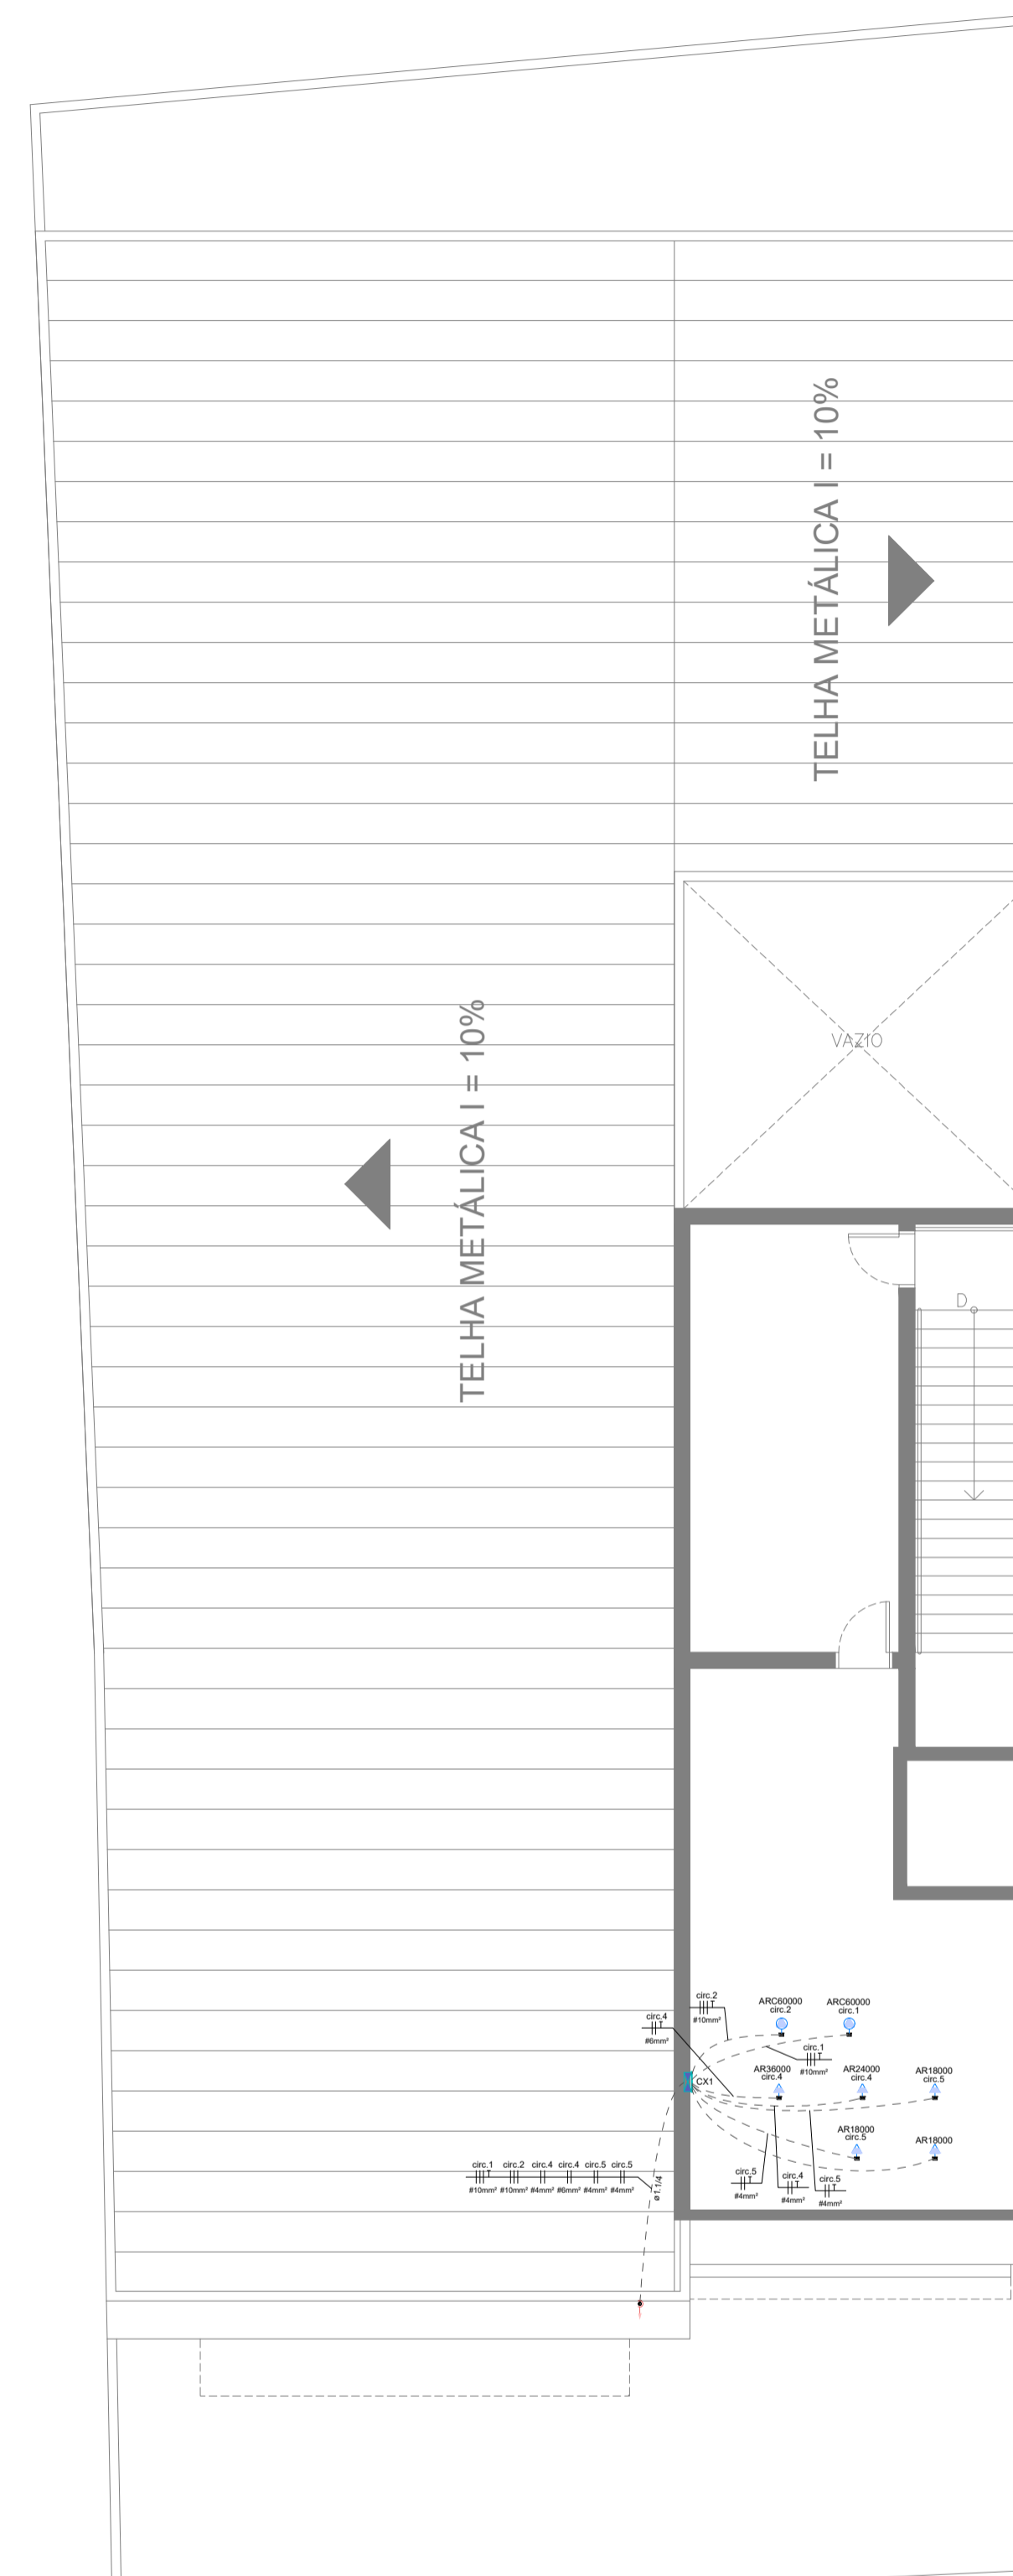 TELHA METÁLICA I = 10%
VAZIO
TELHA METÁLICA I = 10%
D
circ.2
#10mm²
ARC60000
circ.2
ARC60000
circ.1
circ.4
#6mm²
circ.1
#10mm²
AR36000
circ.4
AR24000
circ.4
AR18000
circ.5
CX1
AR18000
circ.5
AR18000
circ.1 circ.2 circ.4 circ.4 circ.5 circ.5
#10mm² #10mm² #4mm² #6mm² #4mm² #4mm²
ø1.1/4
circ.5
#4mm²
circ.4
#4mm²
circ.5
#4mm²